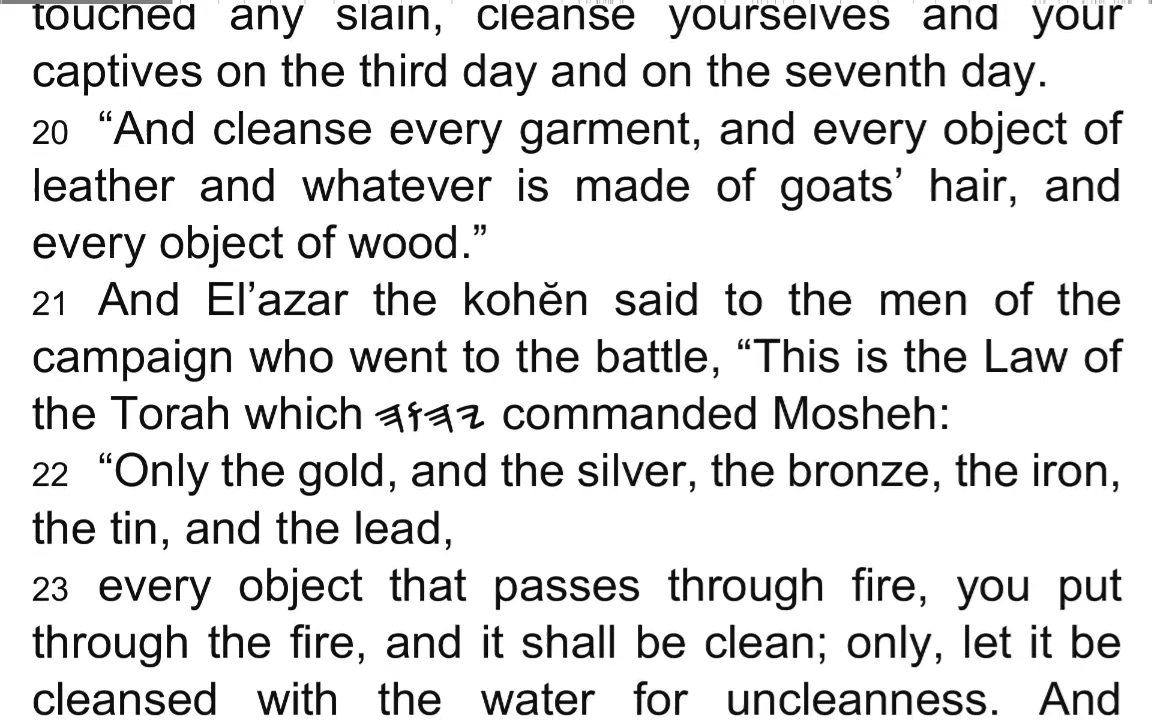 touched any slain, cleanse yourselves and your
captives on the third day and on the seventh day.
20 “And cleanse every garment, and every object of
leather and whatever is made of goats’ hair, and
every object of wood.”
21 And El’azar the kohĕn said to the men of the
campaign who went to the battle, “This is the Law of
the Torah which 𐤉𐤄𐤅𐤄 commanded Mosheh:
22 “Only the gold, and the silver, the bronze, the iron,
the tin, and the lead,
23 every object that passes through fire, you put
through the fire, and it shall be clean; only, let it be
cleansed with the water for uncleanness. And